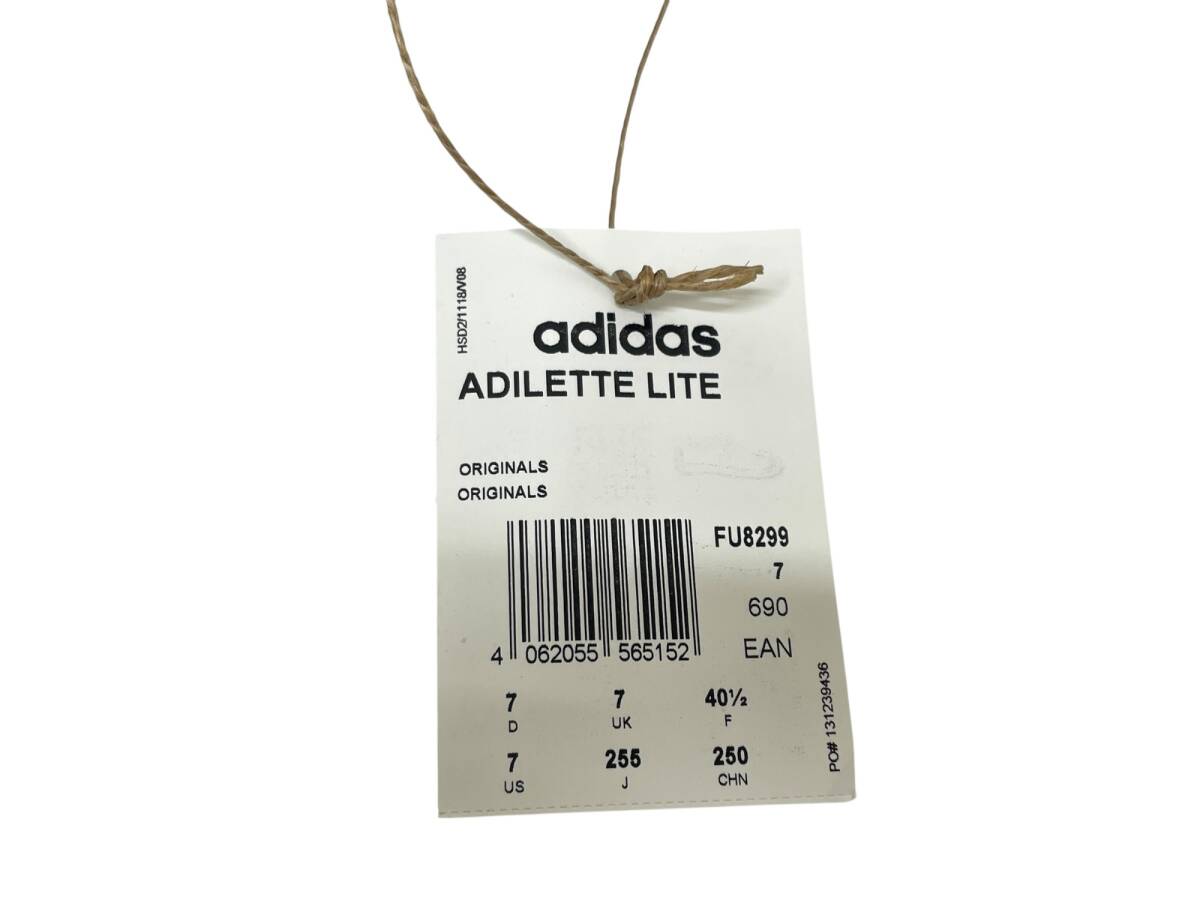 HSD2/1118/V08
adidas
ADILETTE LITE
ORIGINALS
ORIGINALS
FU8299
7
690
4 062055 565152 EAN
7 7 40½
D UK F
7 255 250
US J CHN
PO# 131239436